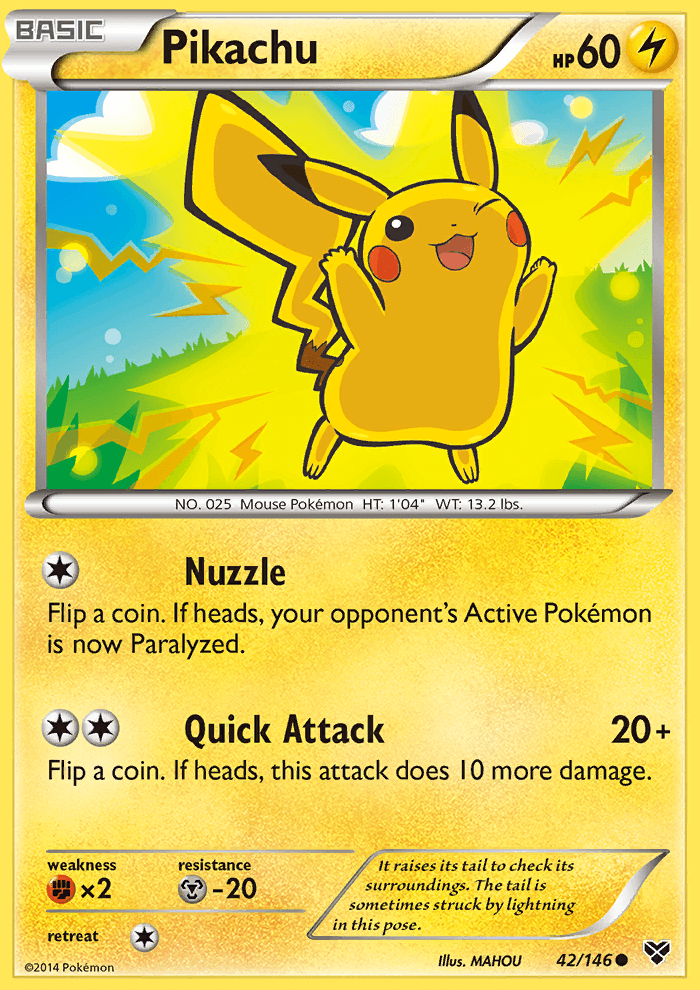 BASIC
Pikachu
HP60
NO. 025 Mouse Pokémon HT: 1'04" WT: 13.2 lbs.
Nuzzle
Flip a coin. If heads, your opponent's Active Pokémon
is now Paralyzed.
Quick Attack 20+
Flip a coin. If heads, this attack does 10 more damage.
weakness resistance
×2 -20
It raises its tail to check its
surroundings. The tail is
sometimes struck by lightning
in this pose.
retreat
©2014 Pokémon
Illus. MAHOU 42/146